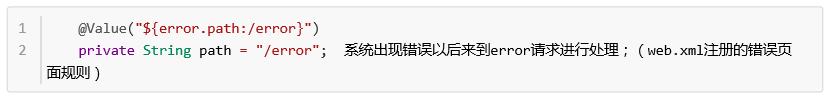 1 @Value("${error.path:/error}")
2 private String path = "/error"; 系统出现错误以后来到error请求进行处理；（web.xml注册的错误页
面规则）